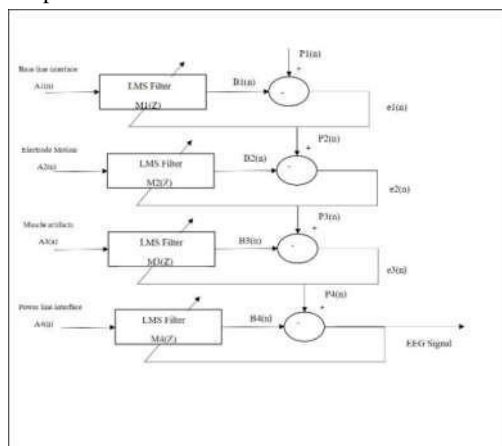 P1(n)
+
Base line interface
A1(n)
LMS Filter
M1(Z)
B1(n)
-
e1(n)
P2(n)
+
Electrode Motion
A2(n)
LMS Filter
M2(Z)
B2(n)
-
e2(n)
P3(n)
+
Muscle artifacts
A3(n)
LMS Filter
M3(Z)
B3(n)
-
e3(n)
P4(n)
+
Power line interface
A4(n)
LMS Filter
M4(Z)
B4(n)
-
EEG Signal